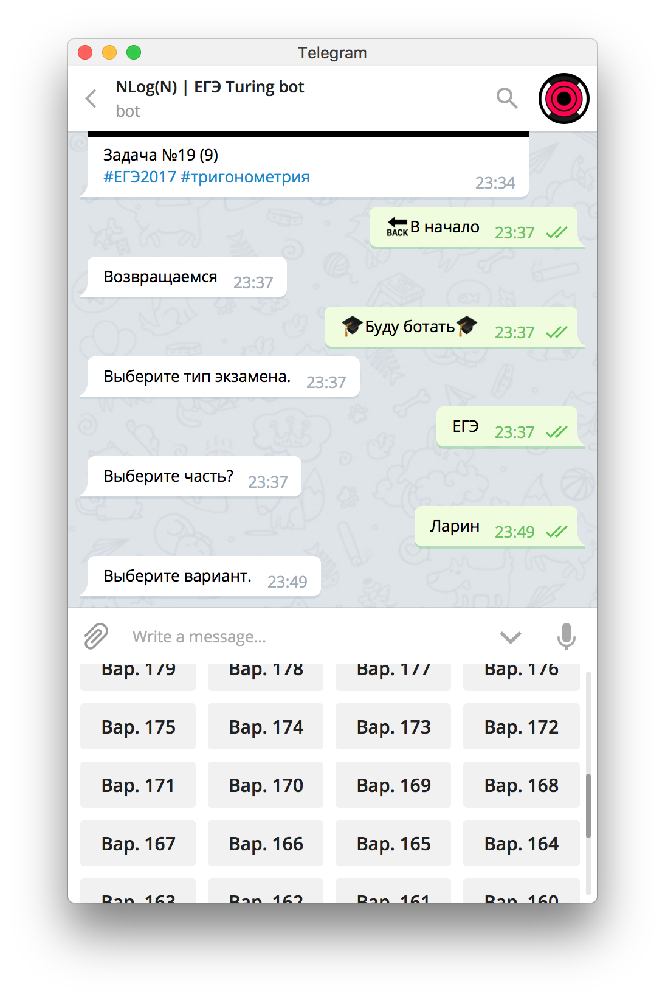 Telegram
NLog(N) | ЕГЭ Turing bot
bot
Задача №19 (9)
#ЕГЭ2017 #тригонометрия
23:34
BACK В начало 23:37
Возвращаемся 23:37
Буду ботать 23:37
Выберите тип экзамена. 23:37
ЕГЭ 23:37
Выберите часть? 23:37
Ларин 23:49
Выберите вариант. 23:49
Write a message...
Вар. 179 Вар. 178 Вар. 177 Вар. 176
Вар. 175 Вар. 174 Вар. 173 Вар. 172
Вар. 171 Вар. 170 Вар. 169 Вар. 168
Вар. 167 Вар. 166 Вар. 165 Вар. 164
Вар. 163 Вар. 162 Вар. 161 Вар. 160